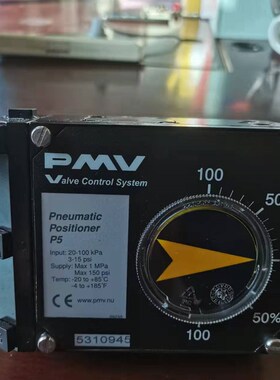 PMV
Valve Control System
Pneumatic
Positioner
P5
Input: 20-100 kPa
3-15 psi
Supply: Max 1 MPa
Max 150 psi
Temp: -20 to +85°C
-4 to +185°F
CE www.pmv.nu
5310945
100
50
50%
100